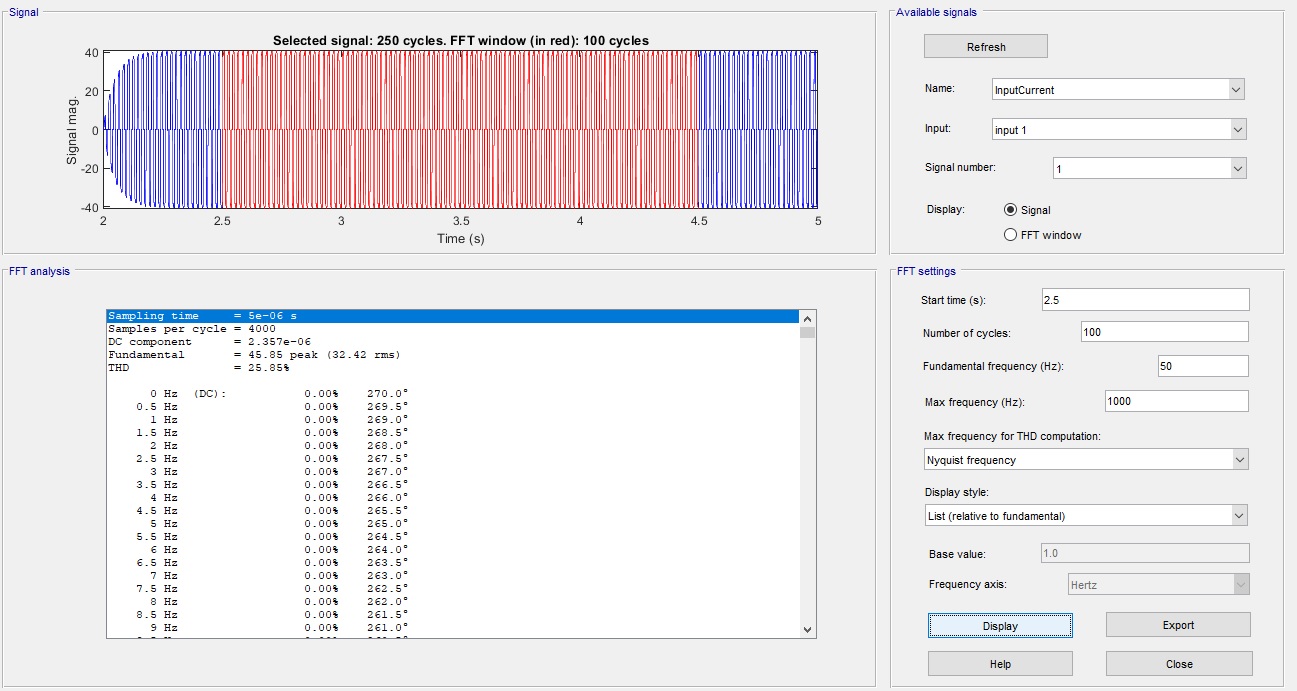 Signal
Selected signal: 250 cycles. FFT window (in red): 100 cycles
40
20
0
-20
-40
Signal mag.
2 2.5 3 3.5 4 4.5 5
Time (s)
Available signals
Refresh
Name: InputCurrent
Input: input 1
Signal number: 1
Display: Signal
FFT window
FFT analysis
Sampling time = 5e-06 s
Samples per cycle = 4000
DC component = 2.357e-06
Fundamental = 45.85 peak (32.42 rms)
THD = 25.85%
0 Hz (DC): 0.00% 270.0°
0.5 Hz 0.00% 269.5°
1 Hz 0.00% 269.0°
1.5 Hz 0.00% 268.5°
2 Hz 0.00% 268.0°
2.5 Hz 0.00% 267.5°
3 Hz 0.00% 267.0°
3.5 Hz 0.00% 266.5°
4 Hz 0.00% 266.0°
4.5 Hz 0.00% 265.5°
5 Hz 0.00% 265.0°
5.5 Hz 0.00% 264.5°
6 Hz 0.00% 264.0°
6.5 Hz 0.00% 263.5°
7 Hz 0.00% 263.0°
7.5 Hz 0.00% 262.5°
8 Hz 0.00% 262.0°
8.5 Hz 0.00% 261.5°
9 Hz 0.00% 261.0°
FFT settings
Start time (s): 2.5
Number of cycles: 100
Fundamental frequency (Hz): 50
Max frequency (Hz): 1000
Max frequency for THD computation:
Nyquist frequency
Display style:
List (relative to fundamental)
Base value: 1.0
Frequency axis: Hertz
Display Export
Help Close